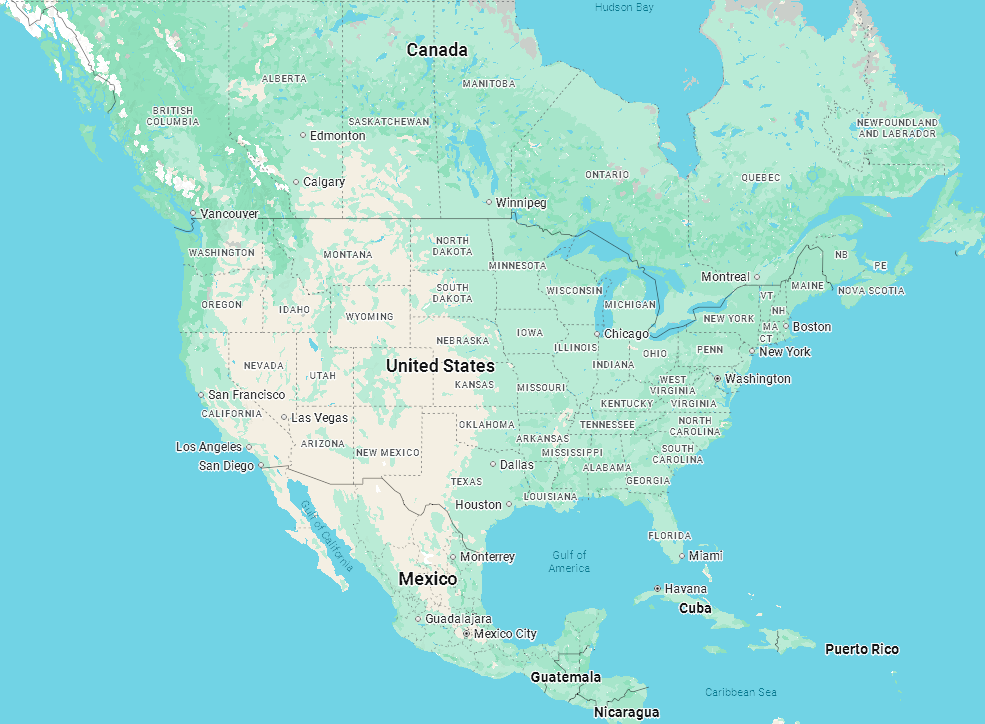 Hudson Bay
Canada
ALBERTA
MANITOBA
BRITISH
COLUMBIA
SASKATCHEWAN
NEWFOUNDLAND
AND LABRADOR
Edmonton
ONTARIO
QUEBEC
Calgary
Winnipeg
Vancouver
WASHINGTON
MONTANA
NORTH
DAKOTA
MINNESOTA
NB
PE
Montreal
MAINE
NOVA SCOTIA
OREGON
IDAHO
WYOMING
SOUTH
DAKOTA
WISCONSIN
MICHIGAN
VT
NH
NEW YORK
MA
Boston
CT
NEBRASKA
IOWA
Chicago
ILLINOIS
OHIO
PENN
New York
NEVADA
UTAH
United States
KANSAS
MISSOURI
INDIANA
WEST
VIRGINIA
Washington
San Francisco
CALIFORNIA
Las Vegas
KENTUCKY
VIRGINIA
OKLAHOMA
TENNESSEE
NORTH
CAROLINA
Los Angeles
ARIZONA
NEW MEXICO
ARKANSAS
MISSISSIPPI
SOUTH
CAROLINA
San Diego
Dallas
ALABAMA
TEXAS
GEORGIA
Houston
LOUISIANA
Gulf of California
FLORIDA
Gulf of
America
Monterrey
Miami
Mexico
Havana
Cuba
Guadalajara
Mexico City
Puerto Rico
Guatemala
Caribbean Sea
Nicaragua